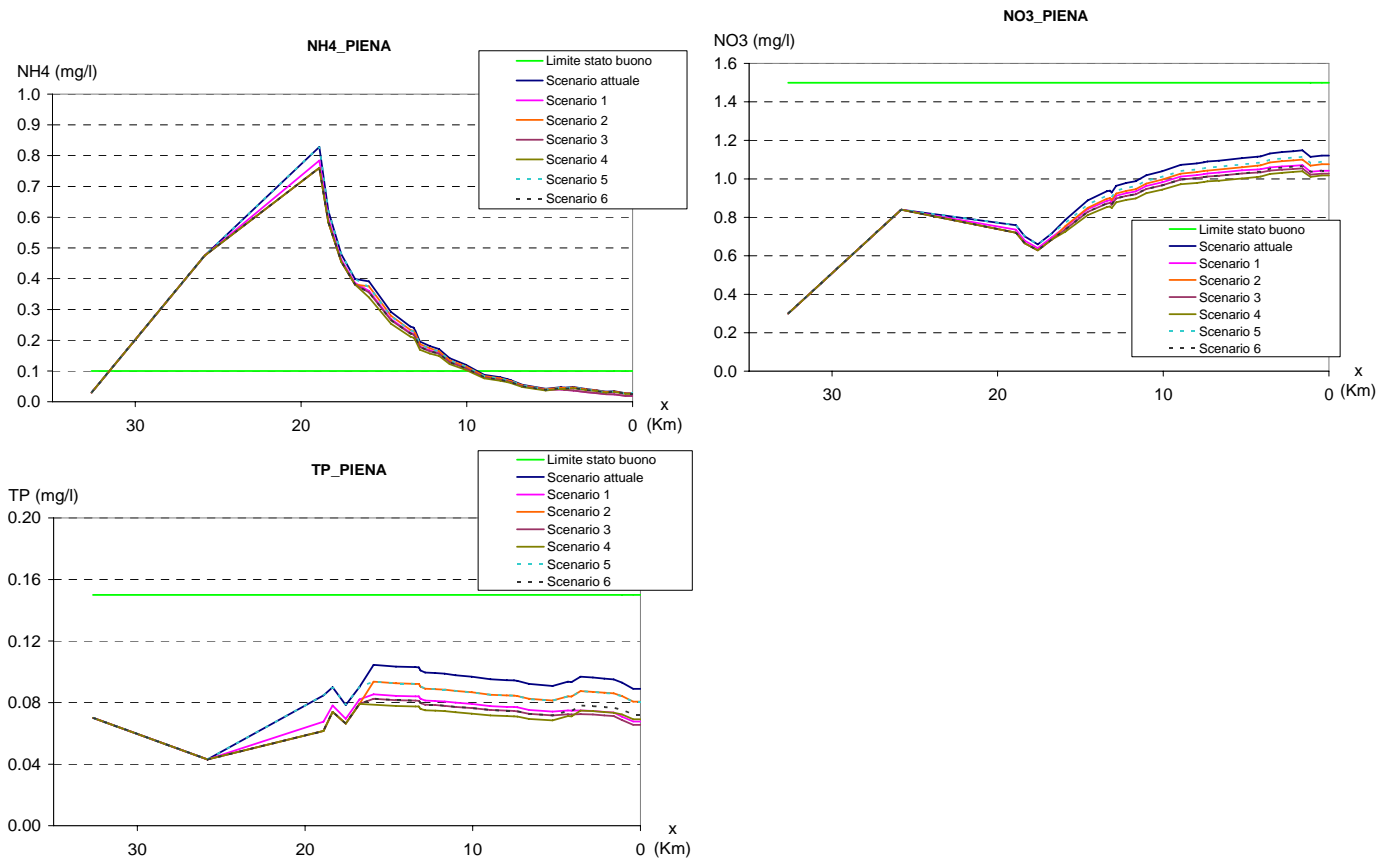 NH4_PIENA
NH4 (mg/l)
Limite stato buono
Scenario attuale
Scenario 1
Scenario 2
Scenario 3
Scenario 4
Scenario 5
Scenario 6
1.0
0.9
0.8
0.7
0.6
0.5
0.4
0.3
0.2
0.1
0.0
30
20
10
0
x
(Km)
NO3_PIENA
NO3 (mg/l)
1.6
1.4
1.2
1.0
0.8
0.6
0.4
0.2
0.0
Limite stato buono
Scenario attuale
Scenario 1
Scenario 2
Scenario 3
Scenario 4
Scenario 5
Scenario 6
30
20
10
0
x
(Km)
TP_PIENA
TP (mg/l)
Limite stato buono
Scenario attuale
Scenario 1
Scenario 2
Scenario 3
Scenario 4
Scenario 5
Scenario 6
0.20
0.16
0.12
0.08
0.04
0.00
30
20
10
0
x
(Km)